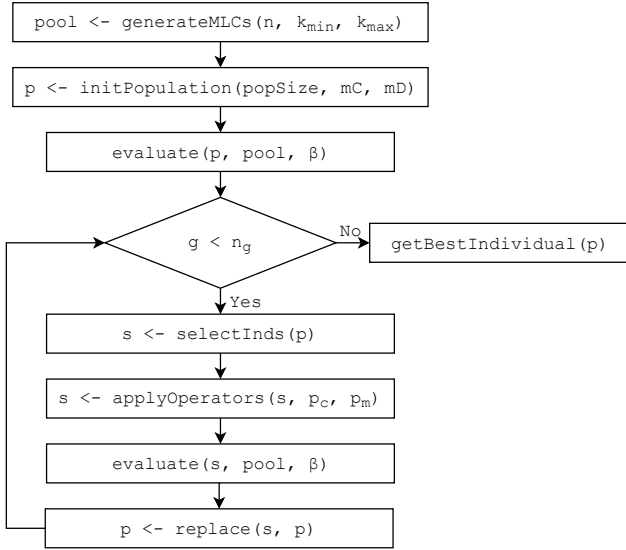 pool <- generateMLCs(n, kmin, kmax)
p <- initPopulation(popSize, mC, mD)
evaluate(p, pool, β)
g < ng
No
getBestIndividual(p)
Yes
s <- selectInds(p)
s <- applyOperators(s, pc, pm)
evaluate(s, pool, β)
p <- replace(s, p)